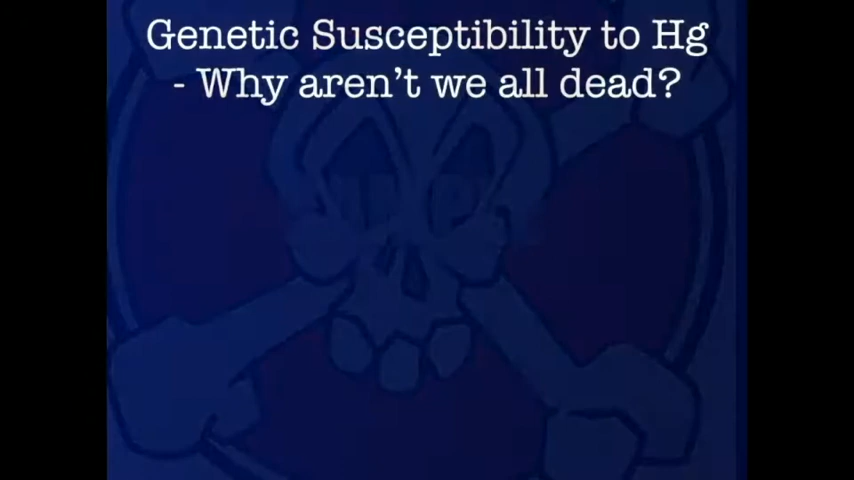 Genetic Susceptibility to Hg
- Why aren't we all dead?